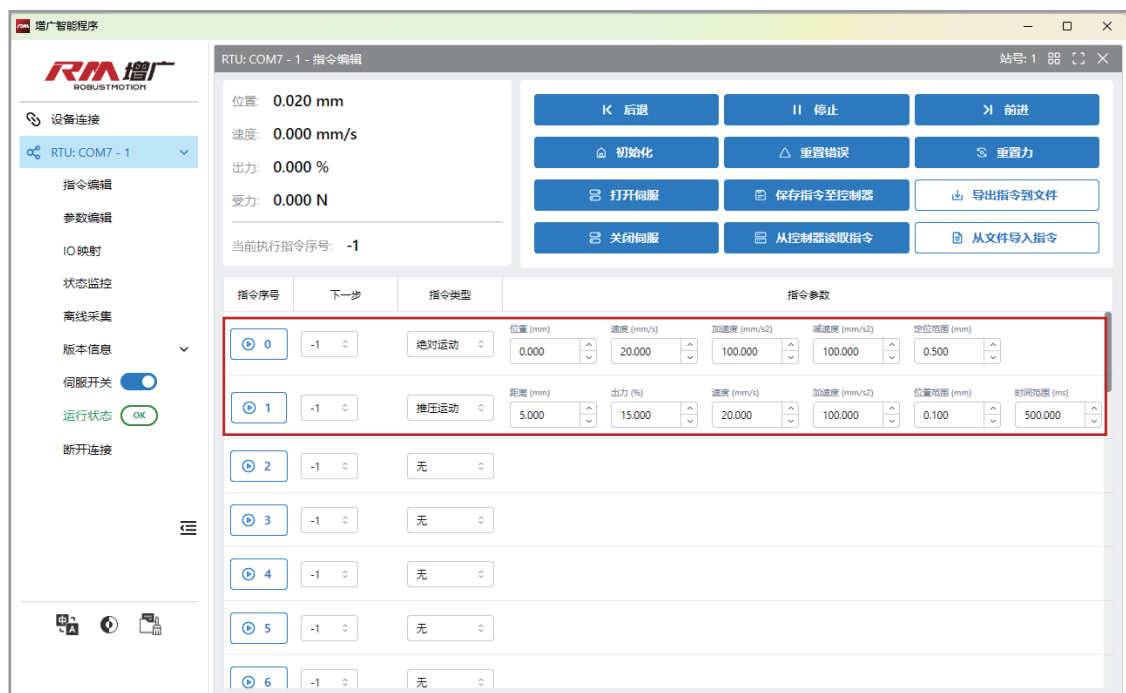 增广智能程序
RM 增广
ROBUSTMOTION
设备连接
RTU: COM7 - 1
指令编辑
参数编辑
IO映射
状态监控
离线采集
版本信息
伺服开关
运行状态 OK
断开连接
RTU: COM7 - 1 - 指令编辑 站号: 1
位置: 0.020 mm
速度: 0.000 mm/s
出力: 0.000 %
受力: 0.000 N
当前执行指令序号: -1
后退 停止 前进
初始化 重置错误 重置力
打开伺服 保存指令至控制器 导出指令到文件
关闭伺服 从控制器读取指令 从文件导入指令
指令序号 下一步 指令类型 指令参数
位置 (mm) 速度 (mm/s) 加速度 (mm/s2) 减速度 (mm/s2) 定位范围 (mm)
0 -1 绝对运动 0.000 20.000 100.000 100.000 0.500
距离 (mm) 出力 (%) 速度 (mm/s) 加速度 (mm/s2) 位置范围 (mm) 时间范围 (ms)
1 -1 推压运动 5.000 15.000 20.000 100.000 0.100 500.000
2 -1 无
3 -1 无
4 -1 无
5 -1 无
6 -1 无